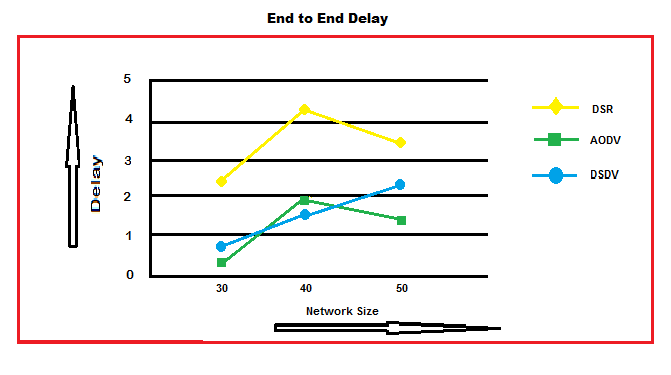 End to End Delay
5
4
3
2
1
0
Delay
30 40 50
Network Size
DSR
AODV
DSDV